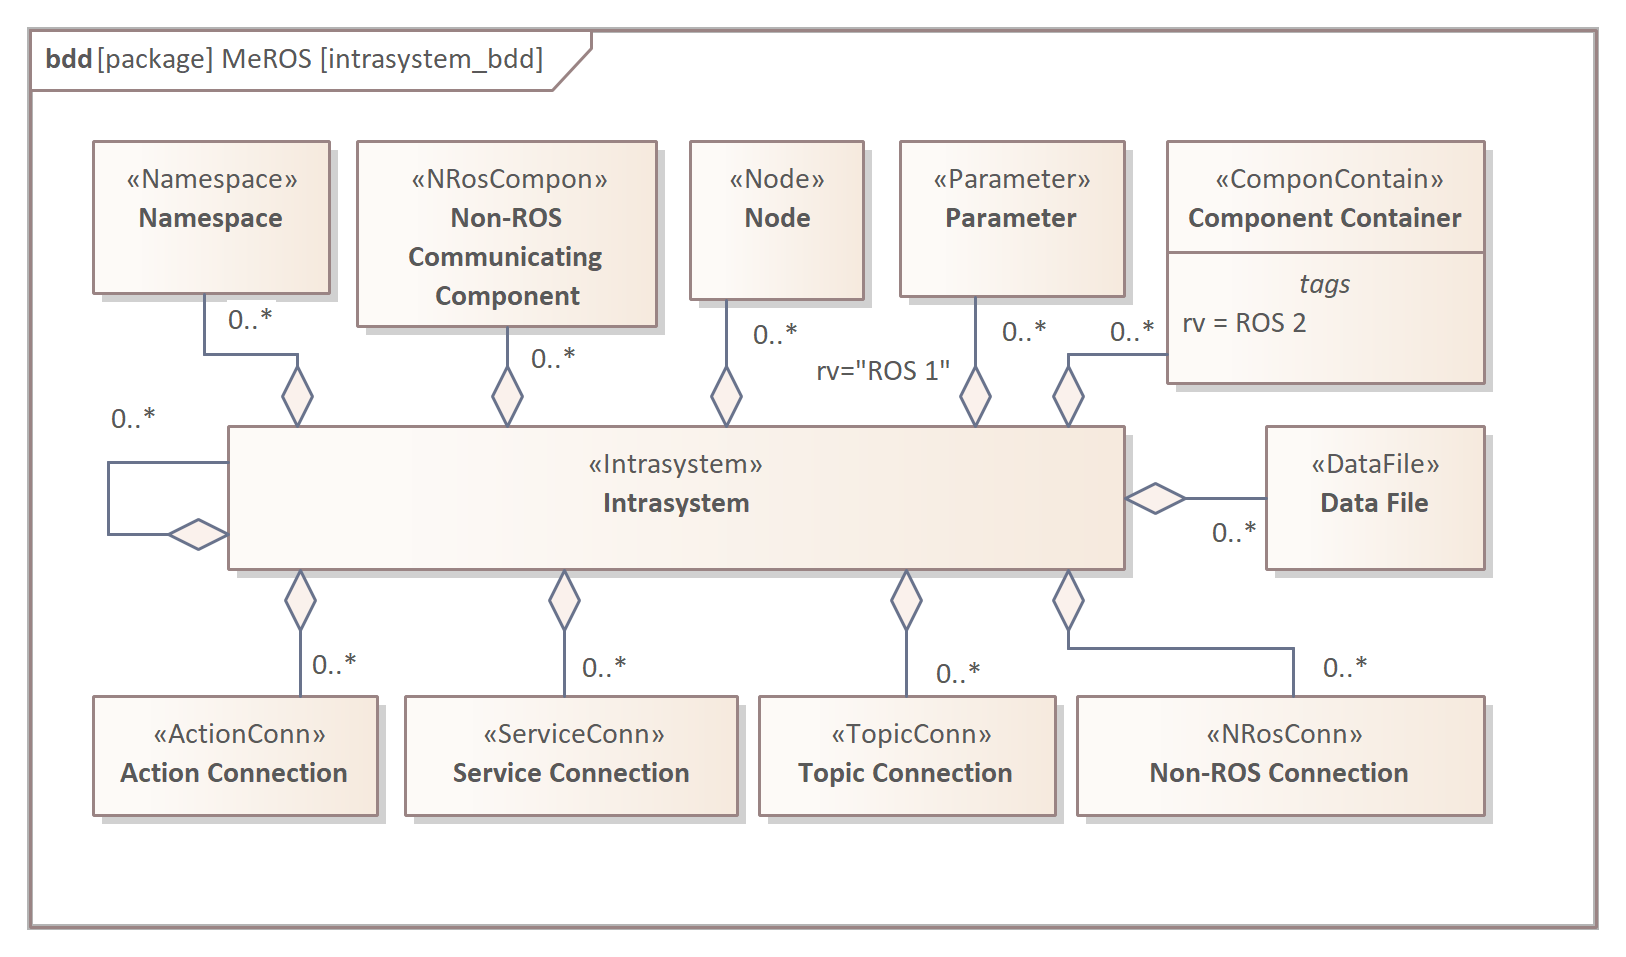 bdd [package] MeROS [intrasystem_bdd]
«Namespace»
Namespace
«NRosCompon»
Non-ROS
Communicating
Component
«Node»
Node
«Parameter»
Parameter
«ComponContain»
Component Container
tags
rv = ROS 2
0..*
0..*
0..*
0..*
0..*
rv="ROS 1"
0..*
«Intrasystem»
Intrasystem
«DataFile»
Data File
0..*
0..*
0..*
0..*
0..*
«ActionConn»
Action Connection
«ServiceConn»
Service Connection
«TopicConn»
Topic Connection
«NRosConn»
Non-ROS Connection